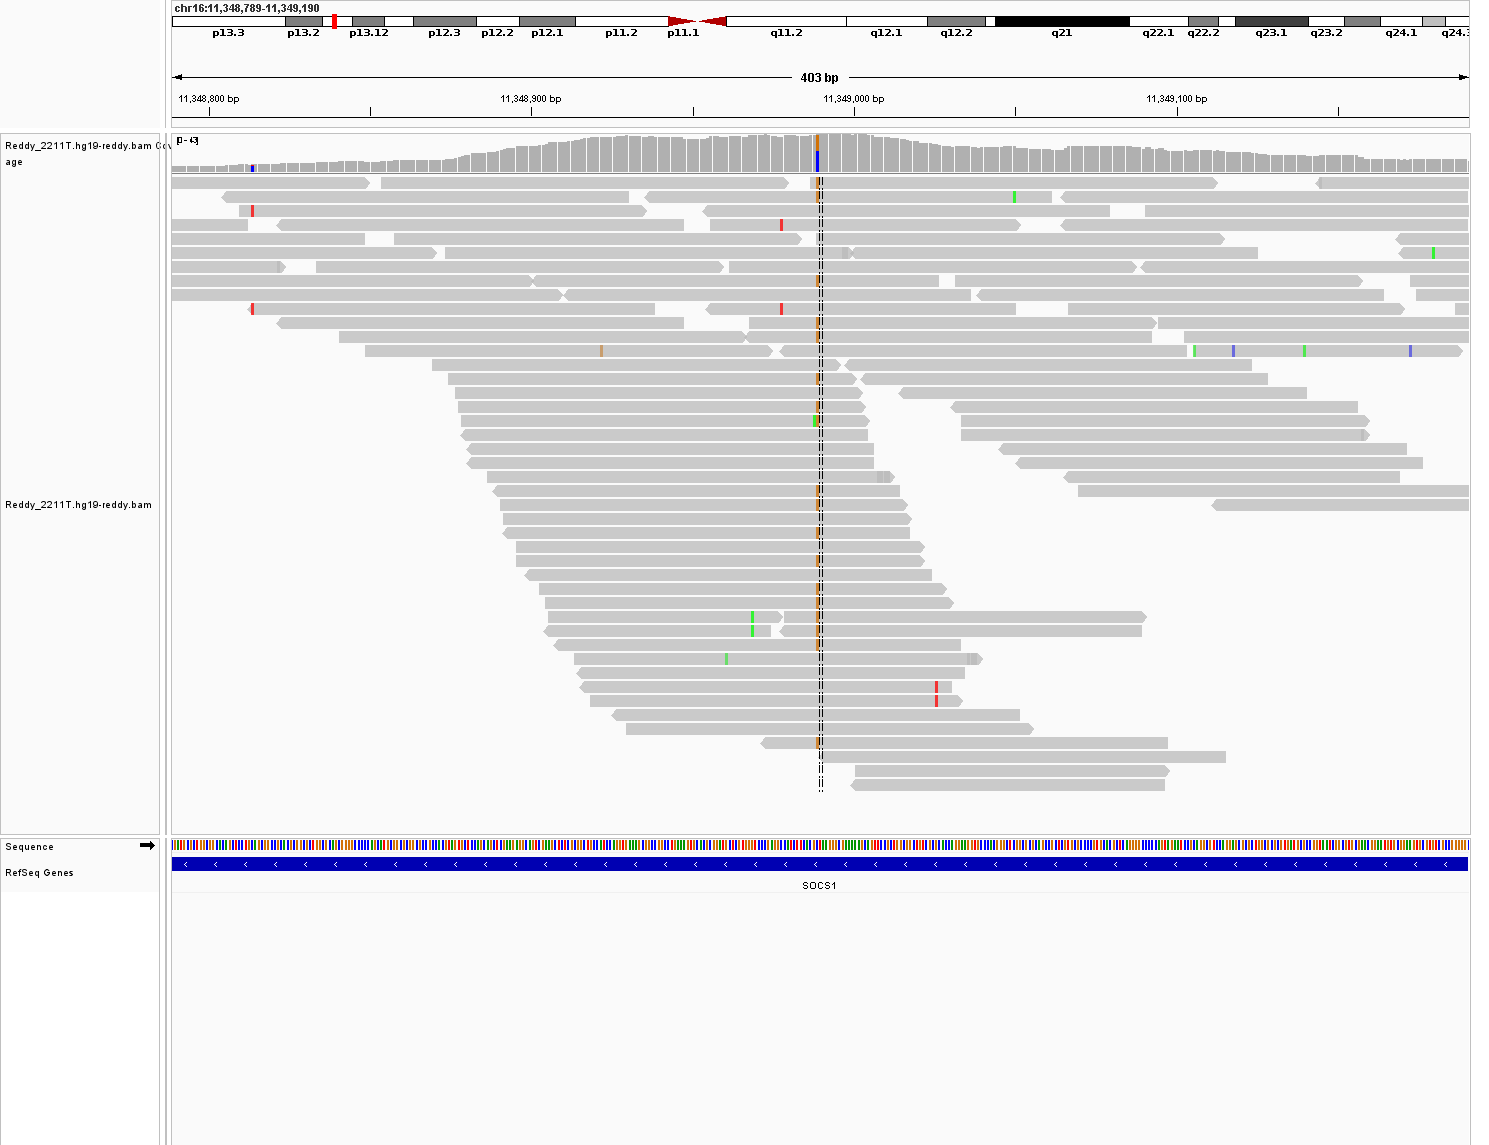 chr16:11,348,789-11,349,190
p13.3 p13.2 p13.12 p12.3 p12.2 p12.1 p11.2 p11.1 q11.2 q12.1 q12.2 q21 q22.1 q22.2 q23.1 q23.2 q24.1 q24.3
403 bp
11,348,800 bp 11,348,900 bp 11,349,000 bp 11,349,100 bp
[0 - 43]
Reddy_2211T.hg19-reddy.bam Cov
age
Reddy_2211T.hg19-reddy.bam
Sequence
RefSeq Genes
SOCS1